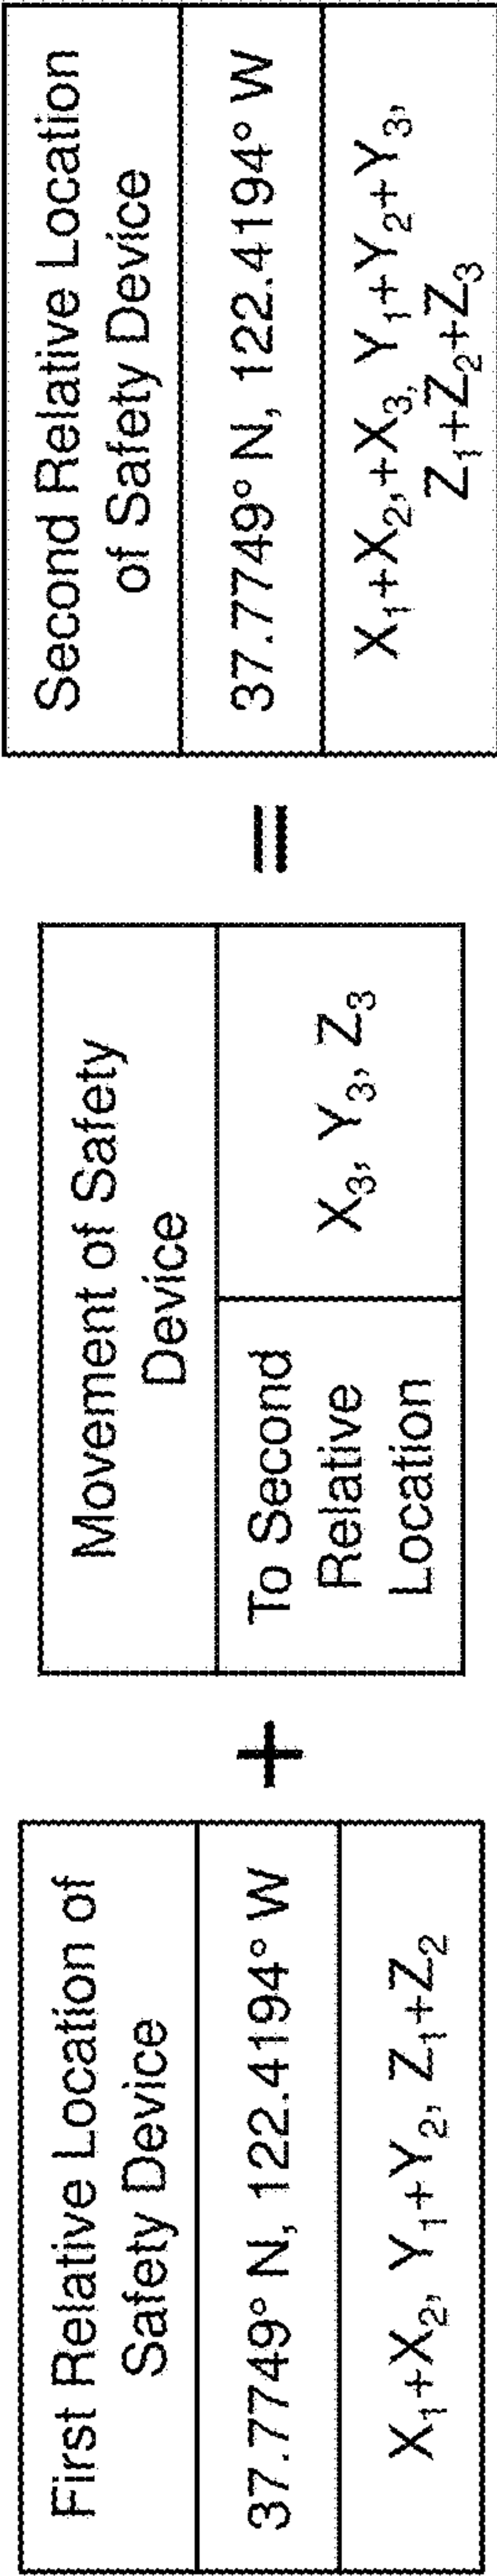 First Relative Location of
Safety Device
37.7749° N, 122.4194° W
X₁+X₂, Y₁+Y₂, Z₁+Z₂
+
Movement of Safety
Device
To Second
Relative
Location
X₃, Y₃, Z₃
=
Second Relative Location
of Safety Device
37.7749° N, 122.4194° W
X₁+X₂,+X₃, Y₁+Y₂+Y₃,
Z₁+Z₂+Z₃